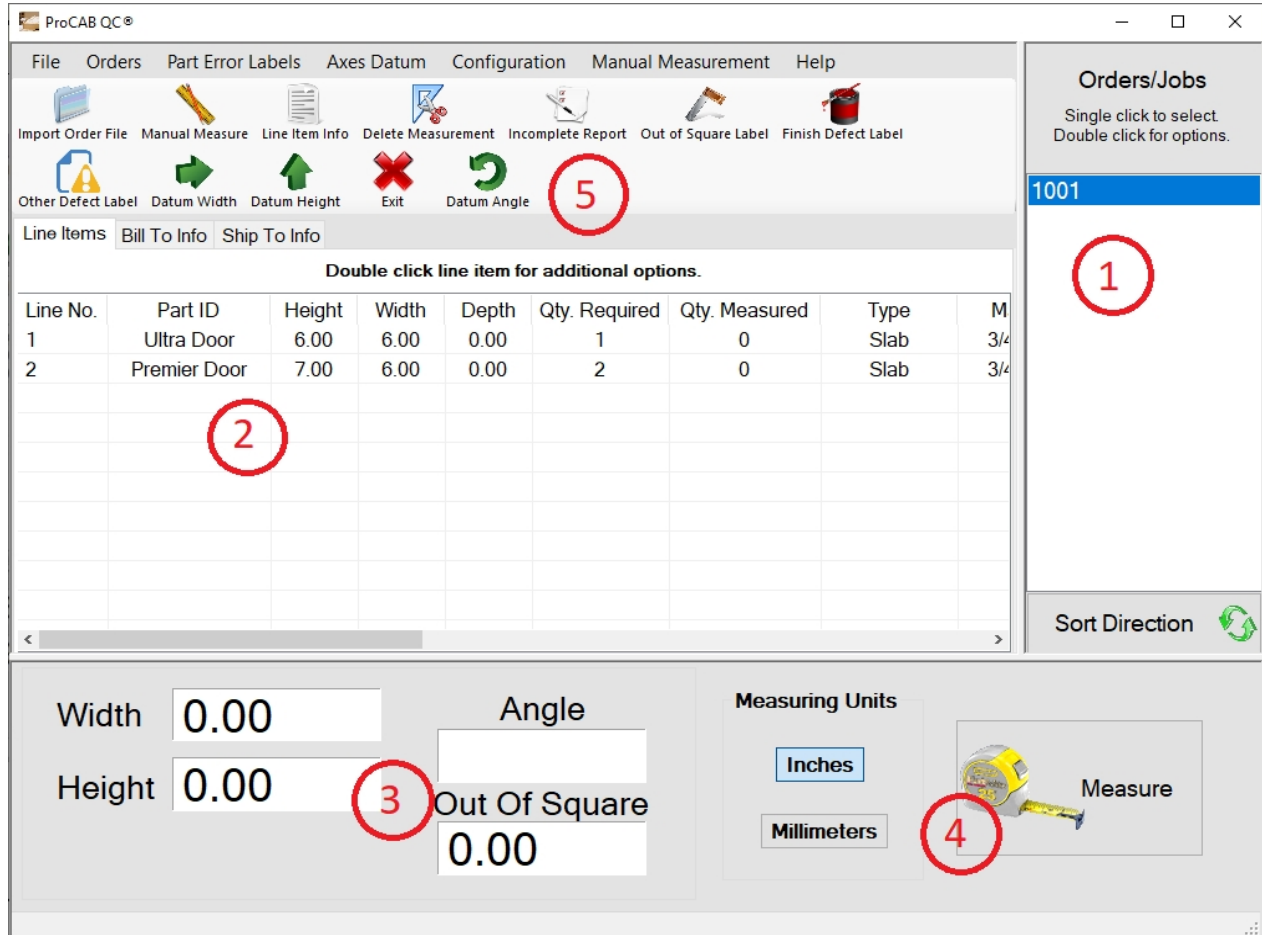 ProCAB QC®
File Orders Part Error Labels Axes Datum Configuration Manual Measurement Help
Import Order File Manual Measure Line Item Info Delete Measurement Incomplete Report Out of Square Label Finish Defect Label
Other Defect Label Datum Width Datum Height Exit Datum Angle
5
Line Items Bill To Info Ship To Info
Double click line item for additional options.
Line No. Part ID Height Width Depth Qty. Required Qty. Measured Type M
1 Ultra Door 6.00 6.00 0.00 1 0 Slab 3/4
2 Premier Door 7.00 6.00 0.00 2 0 Slab 3/4
2
Orders/Jobs
Single click to select.
Double click for options.
1001
1
Sort Direction
Width 0.00
Height 0.00
3
Angle
Out Of Square
0.00
Measuring Units
Inches
Millimeters
4
Measure